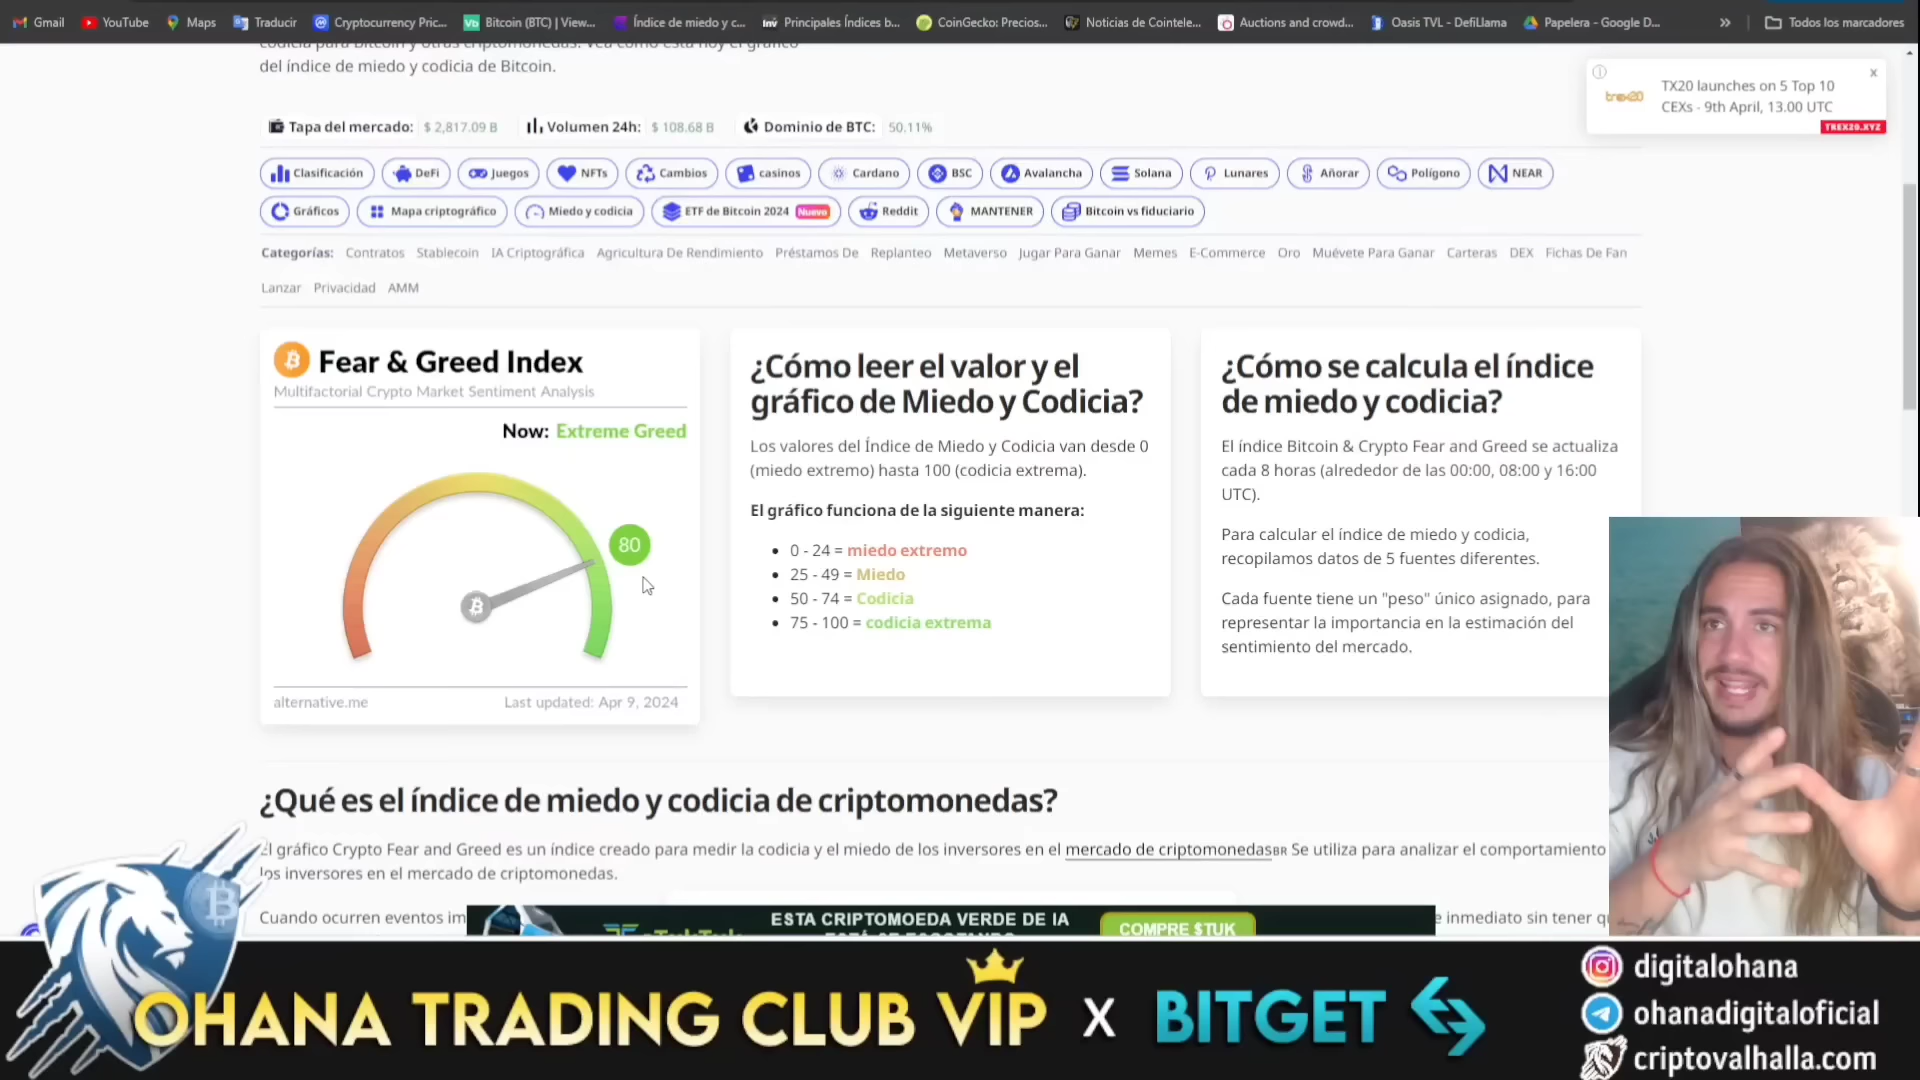 Gmail YouTube Maps Traducir Cryptocurrency Pric... Bitcoin (BTC) | View... Índice de miedo y c... Principales Índices b... CoinGecko: Precios... Noticias de Cointele... Auctions and crowd... Oasis TVL - DefiLlama Papelera - Google D... » Todos los marcadores
codicia para Bitcoin y otras criptomonedas. Vea cómo está hoy el gráfico
del índice de miedo y codicia de Bitcoin.
TX20 launches on 5 Top 10
CEXs - 9th April, 13.00 UTC
trex20
TREX20.XYZ
Tapa del mercado: $ 2,817.09 B Volumen 24h: $ 108.68 B Dominio de BTC: 50.11%
Clasificación DeFi Juegos NFTs Cambios casinos Cardano BSC Avalancha Solana Lunares Añorar Polígono NEAR
Gráficos Mapa criptográfico Miedo y codicia ETF de Bitcoin 2024 Nuevo Reddit MANTENER Bitcoin vs fiduciario
Categorías: Contratos Stablecoin IA Criptográfica Agricultura De Rendimiento Préstamos De Replanteo Metaverso Jugar Para Ganar Memes E-Commerce Oro Muévete Para Ganar Carteras DEX Fichas De Fan
Lanzar Privacidad AMM
Fear & Greed Index
Multifactorial Crypto Market Sentiment Analysis
Now: Extreme Greed
80
alternative.me Last updated: Apr 9, 2024
¿Cómo leer el valor y el
gráfico de Miedo y Codicia?
Los valores del Índice de Miedo y Codicia van desde 0
(miedo extremo) hasta 100 (codicia extrema).
El gráfico funciona de la siguiente manera:
0 - 24 = miedo extremo
25 - 49 = Miedo
50 - 74 = Codicia
75 - 100 = codicia extrema
¿Cómo se calcula el índice
de miedo y codicia?
El índice Bitcoin & Crypto Fear and Greed se actualiza
cada 8 horas (alrededor de las 00:00, 08:00 y 16:00
UTC).
Para calcular el índice de miedo y codicia,
recopilamos datos de 5 fuentes diferentes.
Cada fuente tiene un "peso" único asignado, para
representar la importancia en la estimación del
sentimiento del mercado.
¿Qué es el índice de miedo y codicia de criptomonedas?
El gráfico Crypto Fear and Greed es un índice creado para medir la codicia y el miedo de los inversores en el mercado de criptomonedasBR Se utiliza para analizar el comportamiento
los inversores en el mercado de criptomonedas.
Cuando ocurren eventos im
e inmediato sin tener qu
ESTA CRIPTOMOEDA VERDE DE IA
COMPRE $TUK
OHANA TRADING CLUB VIP X BITGET
digitalohana
ohanadigitaloficial
criptovalhalla.com